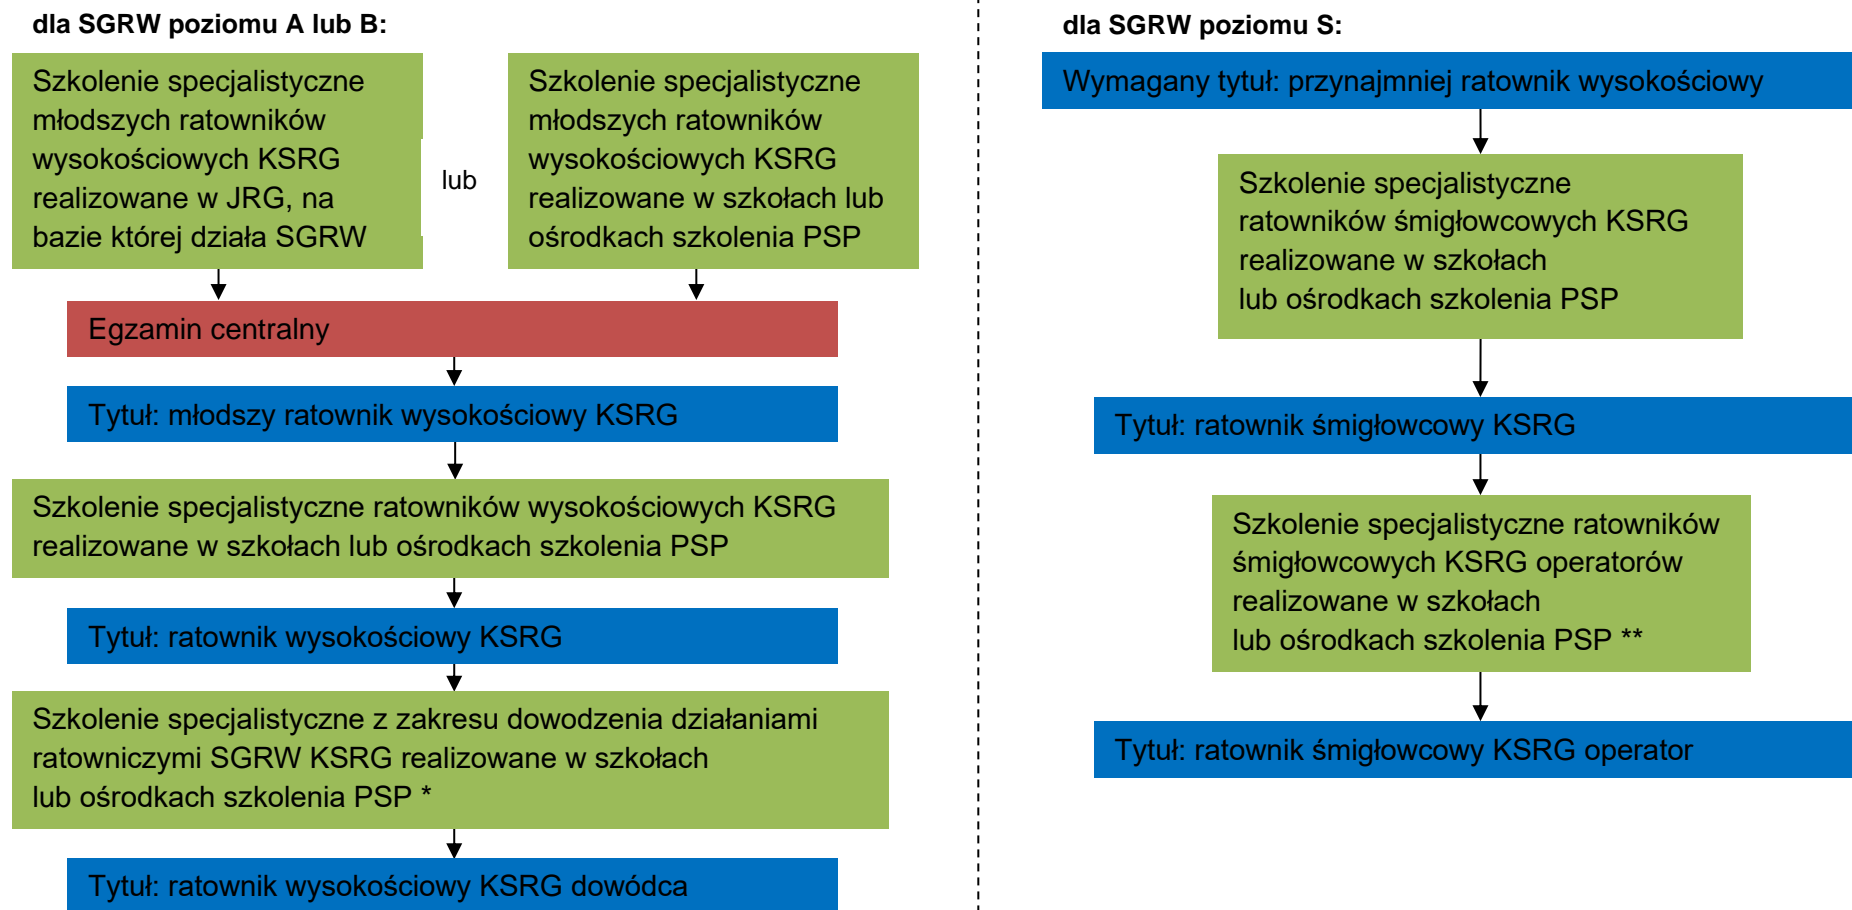 dla SGRW poziomu A lub B:
Szkolenie specjalistyczne
młodszych ratowników
wysokościowych KSRG
realizowane w JRG, na
bazie której działa SGRW
lub
Szkolenie specjalistyczne
młodszych ratowników
wysokościowych KSRG
realizowane w szkołach lub
ośrodkach szkolenia PSP
Egzamin centralny
Tytuł: młodszy ratownik wysokościowy KSRG
Szkolenie specjalistyczne ratowników wysokościowych KSRG
realizowane w szkołach lub ośrodkach szkolenia PSP
Tytuł: ratownik wysokościowy KSRG
Szkolenie specjalistyczne z zakresu dowodzenia działaniami
ratowniczymi SGRW KSRG realizowane w szkołach
lub ośrodkach szkolenia PSP *
Tytuł: ratownik wysokościowy KSRG dowódca
dla SGRW poziomu S:
Wymagany tytuł: przynajmniej ratownik wysokościowy
Szkolenie specjalistyczne
ratowników śmigłowcowych KSRG
realizowane w szkołach
lub ośrodkach szkolenia PSP
Tytuł: ratownik śmigłowcowy KSRG
Szkolenie specjalistyczne ratowników
śmigłowcowych KSRG operatorów
realizowane w szkołach
lub ośrodkach szkolenia PSP **
Tytuł: ratownik śmigłowcowy KSRG operator